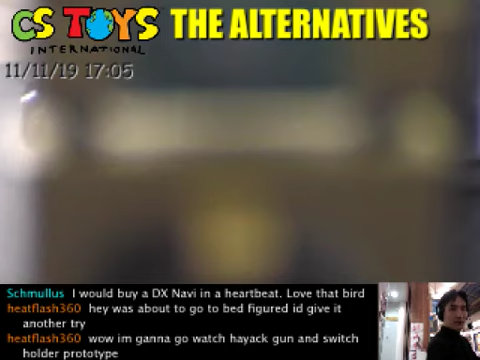 CS TOYS THE ALTERNATIVES
INTERNATIONAL
11/11/19 17:05
Schmullus I would buy a DX Navi in a heartbeat. Love that bird
heatflash360 hey was about to go to bed figured id give it
another try
heatflash360 wow im ganna go watch hayack gun and switch
holder prototype